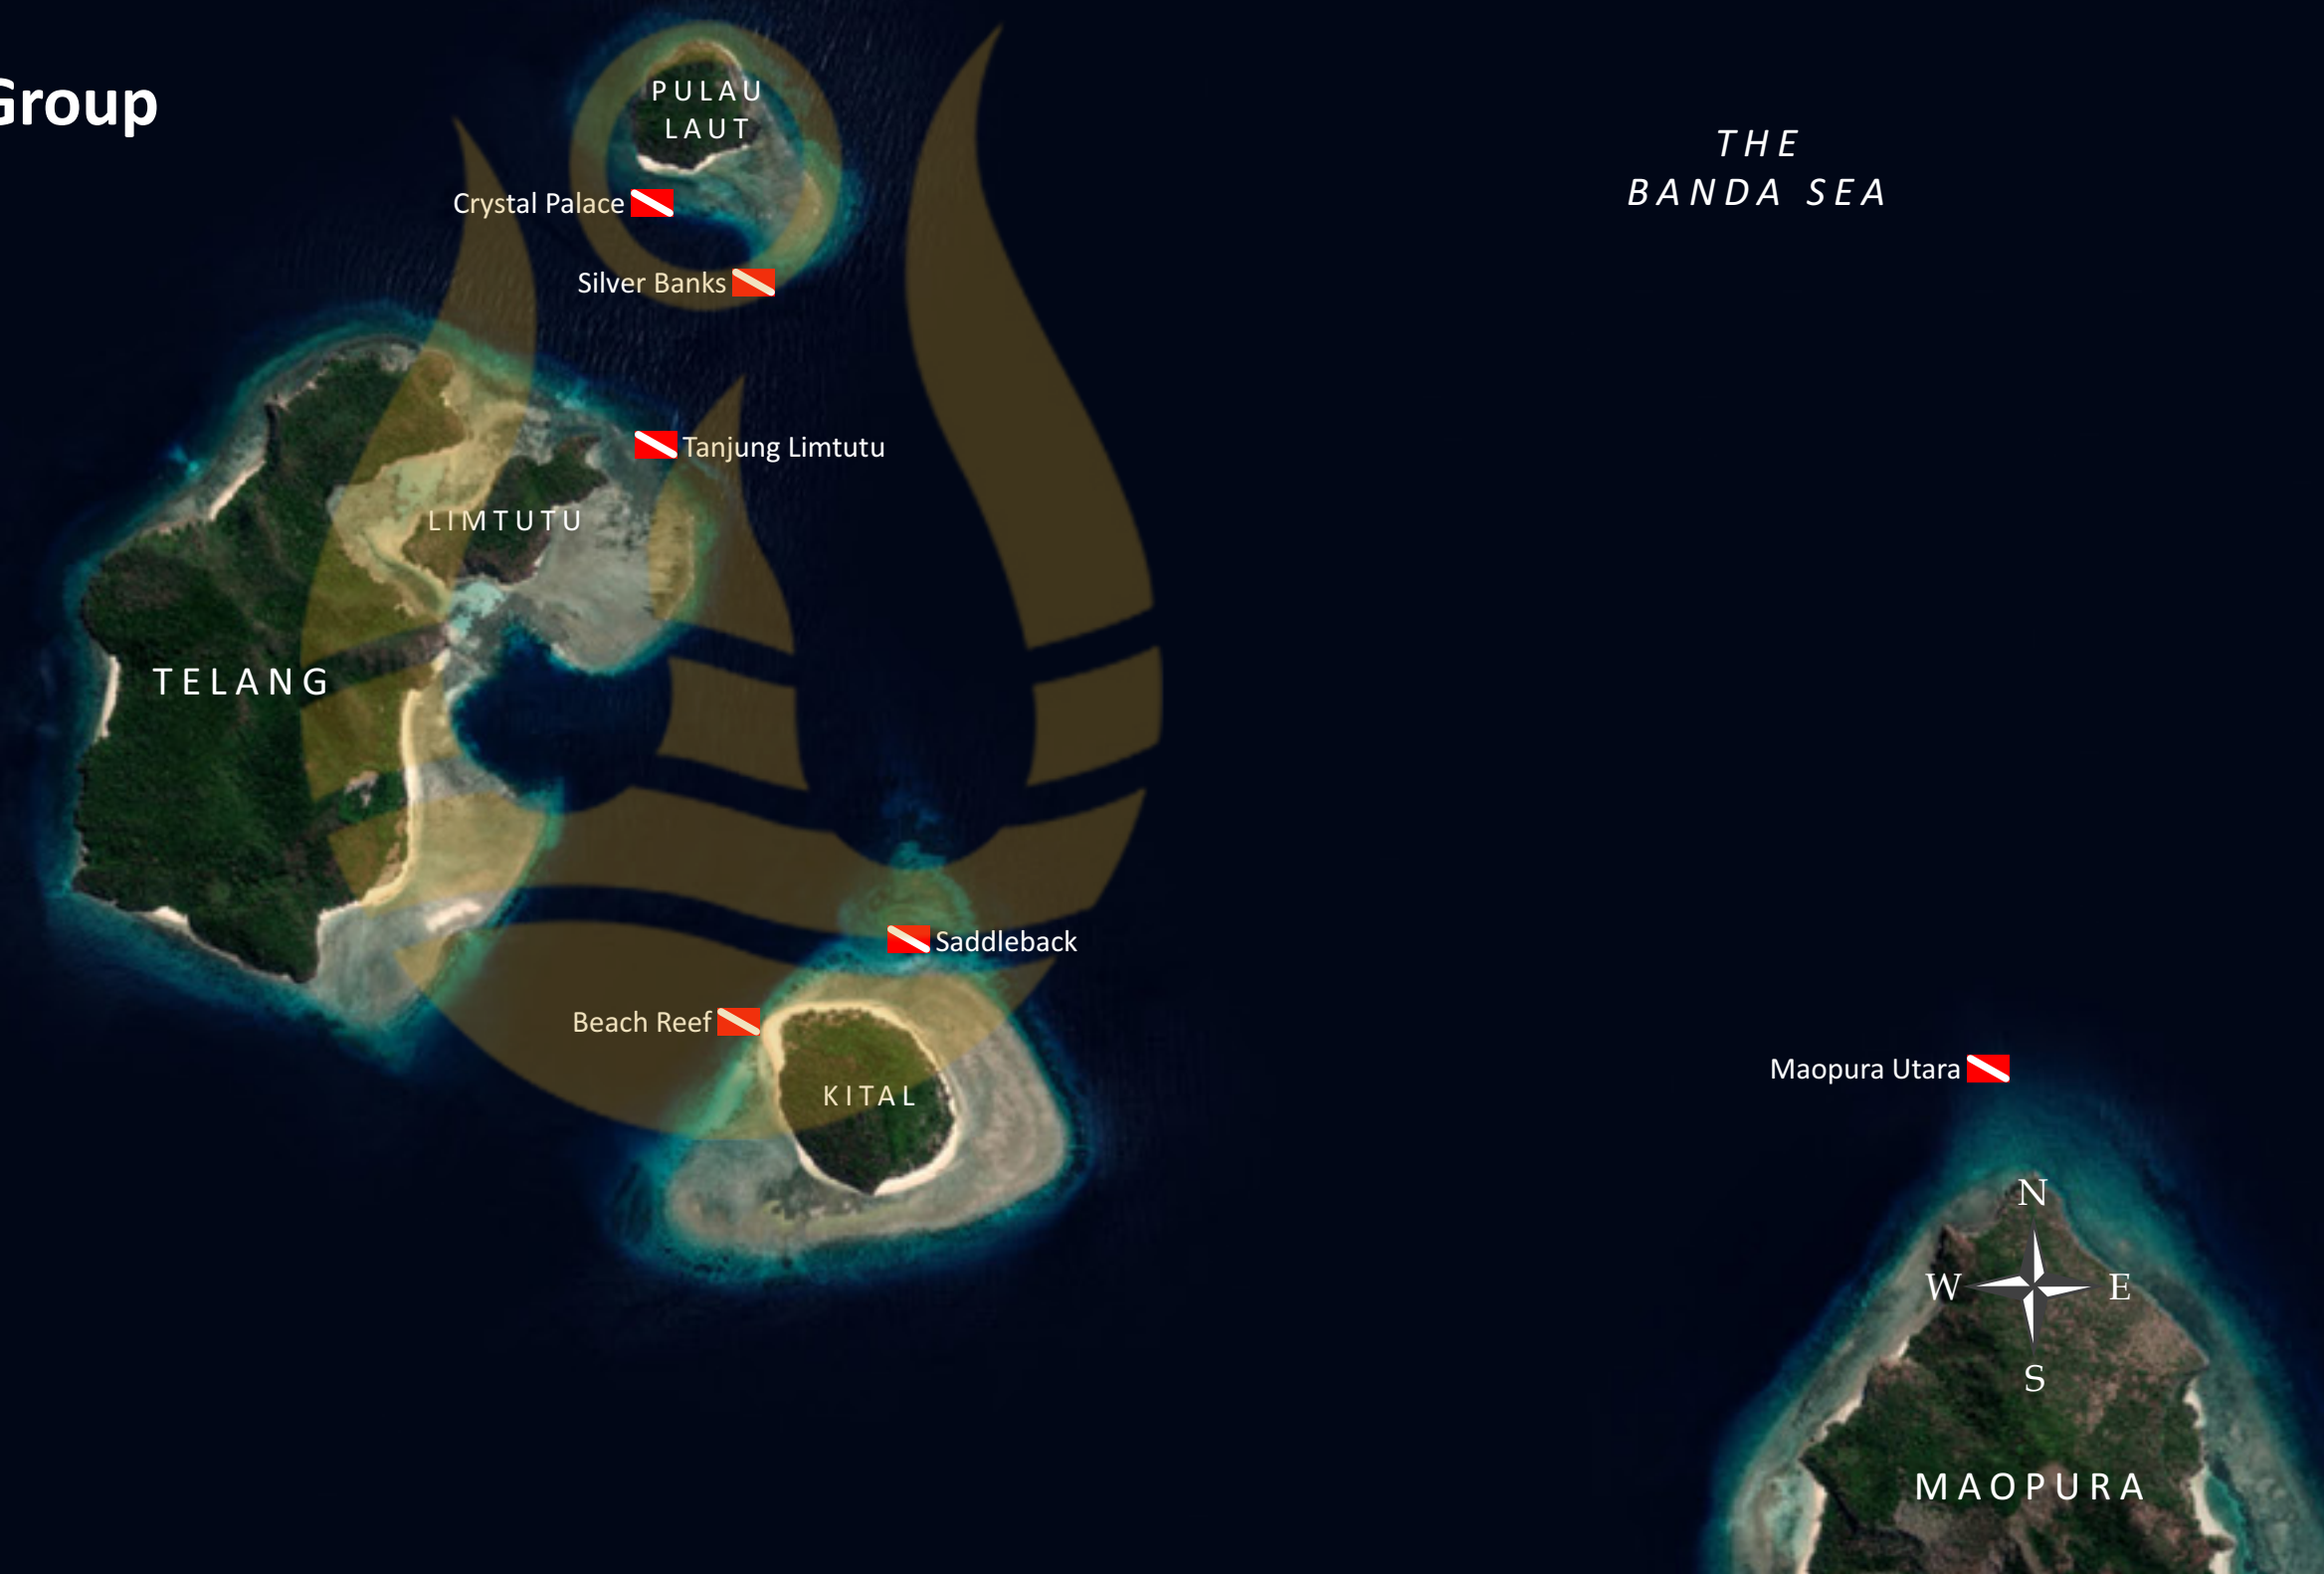 Group
PULAU
LAUT
THE
BANDA SEA
Crystal Palace
Silver Banks
Tanjung Limtutu
LIMTUTU
TELANG
Saddleback
Beach Reef
KITAL
Maopura Utara
N
W E
S
MAOPURA